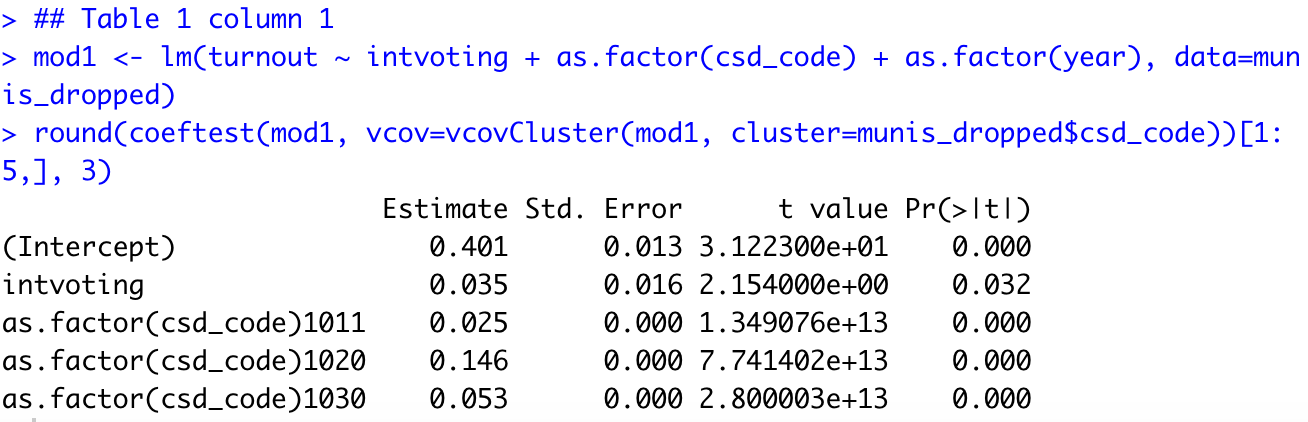 > ## Table 1 column 1
> mod1 <- lm(turnout ~ intvoting + as.factor(csd_code) + as.factor(year), data=mun
is_dropped)
> round(coeftest(mod1, vcov=vcovCluster(mod1, cluster=munis_dropped$csd_code))[1:
5,], 3)
Estimate Std. Error t value Pr(>|t|)
(Intercept) 0.401 0.013 3.122300e+01 0.000
intvoting 0.035 0.016 2.154000e+00 0.032
as.factor(csd_code)1011 0.025 0.000 1.349076e+13 0.000
as.factor(csd_code)1020 0.146 0.000 7.741402e+13 0.000
as.factor(csd_code)1030 0.053 0.000 2.800003e+13 0.000